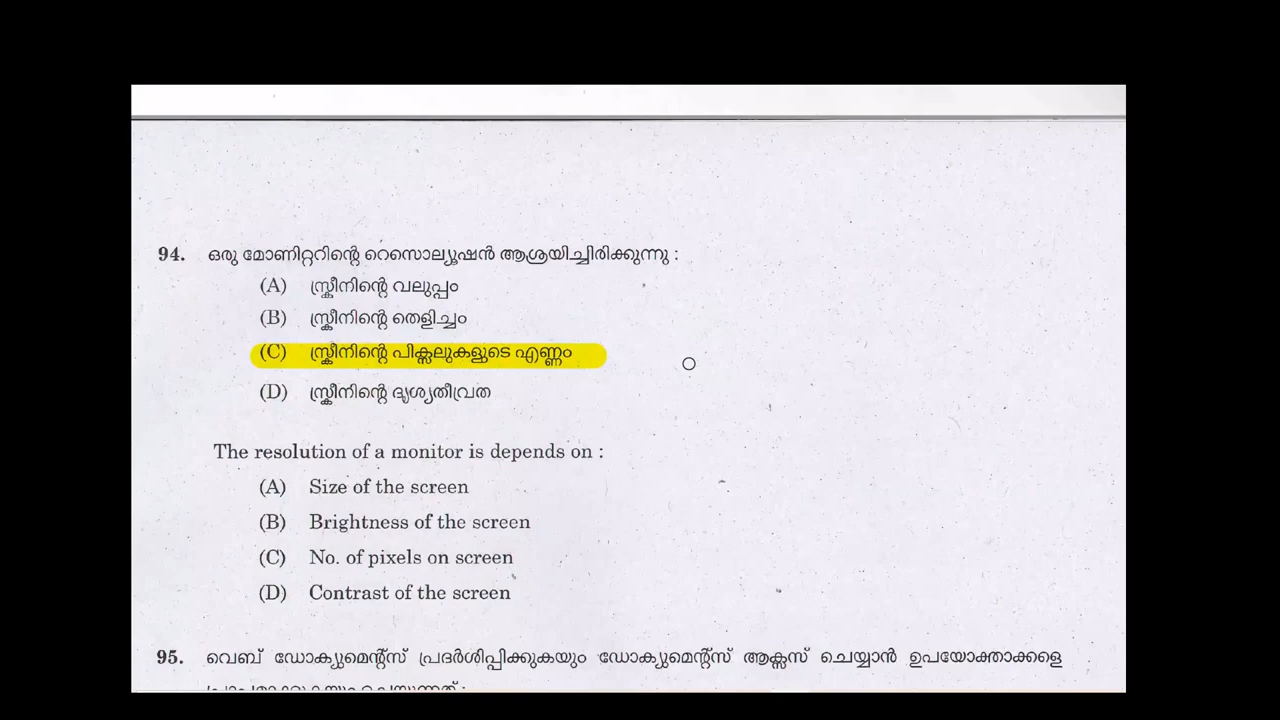 94. ഒരു മോണിറ്ററിന്റെ റെസൊല്യൂഷൻ ആശ്രയിച്ചിരിക്കുന്നു :
(A) സ്ക്രീനിന്റെ വലുപ്പം
(B) സ്ക്രീനിന്റെ തെളിച്ചം
(C) സ്ക്രീനിന്റെ പിക്സലുകളുടെ എണ്ണം
(D) സ്ക്രീനിന്റെ ദൃശ്യതീവ്രത
The resolution of a monitor is depends on :
(A) Size of the screen
(B) Brightness of the screen
(C) No. of pixels on screen
(D) Contrast of the screen
95. വെബ് ഡോക്യുമെന്റ്സ് പ്രദർശിപ്പിക്കുകയും ഡോക്യുമെന്റ്സ് ആക്സസ് ചെയ്യാൻ ഉപയോക്താക്കളെ